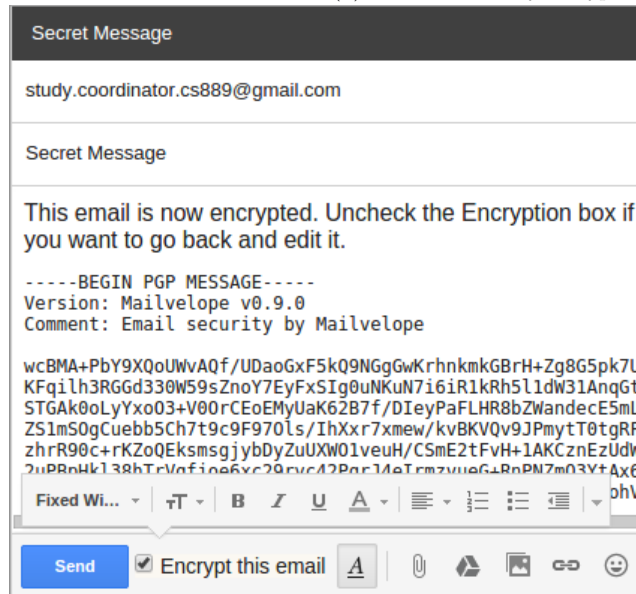 Secret Message
study.coordinator.cs889@gmail.com
Secret Message
This email is now encrypted. Uncheck the Encryption box if
you want to go back and edit it.
-----BEGIN PGP MESSAGE-----
Version: Mailvelope v0.9.0
Comment: Email security by Mailvelope
wcBMA+PbY9XQoUWvAQf/UDaoGxF5kQ9NGgGwKrhnkmkGBrH+Zg8G5pk7U
KFqilh3RGGd330W59sZnoY7EyFxSIg0uNKuN7i6iR1kRh5l1dW31AnqGt
STGAk0oLyYxoO3+V0OrCEoEMyUaK62B7f/DIeyPaFLHR8bZWandecE5mL
ZS1mSOgCuebb5Ch7t9c9F97Ols/IhXxr7xmew/kvBKVQv9JPmytT0tgRF
zhrR90c+rKZoQEksmsgjybDyZuUXWO1veuH/CSmE2tFvH+1AKCznEzUdW
Fixed Wi... B I U A
Send Encrypt this email A